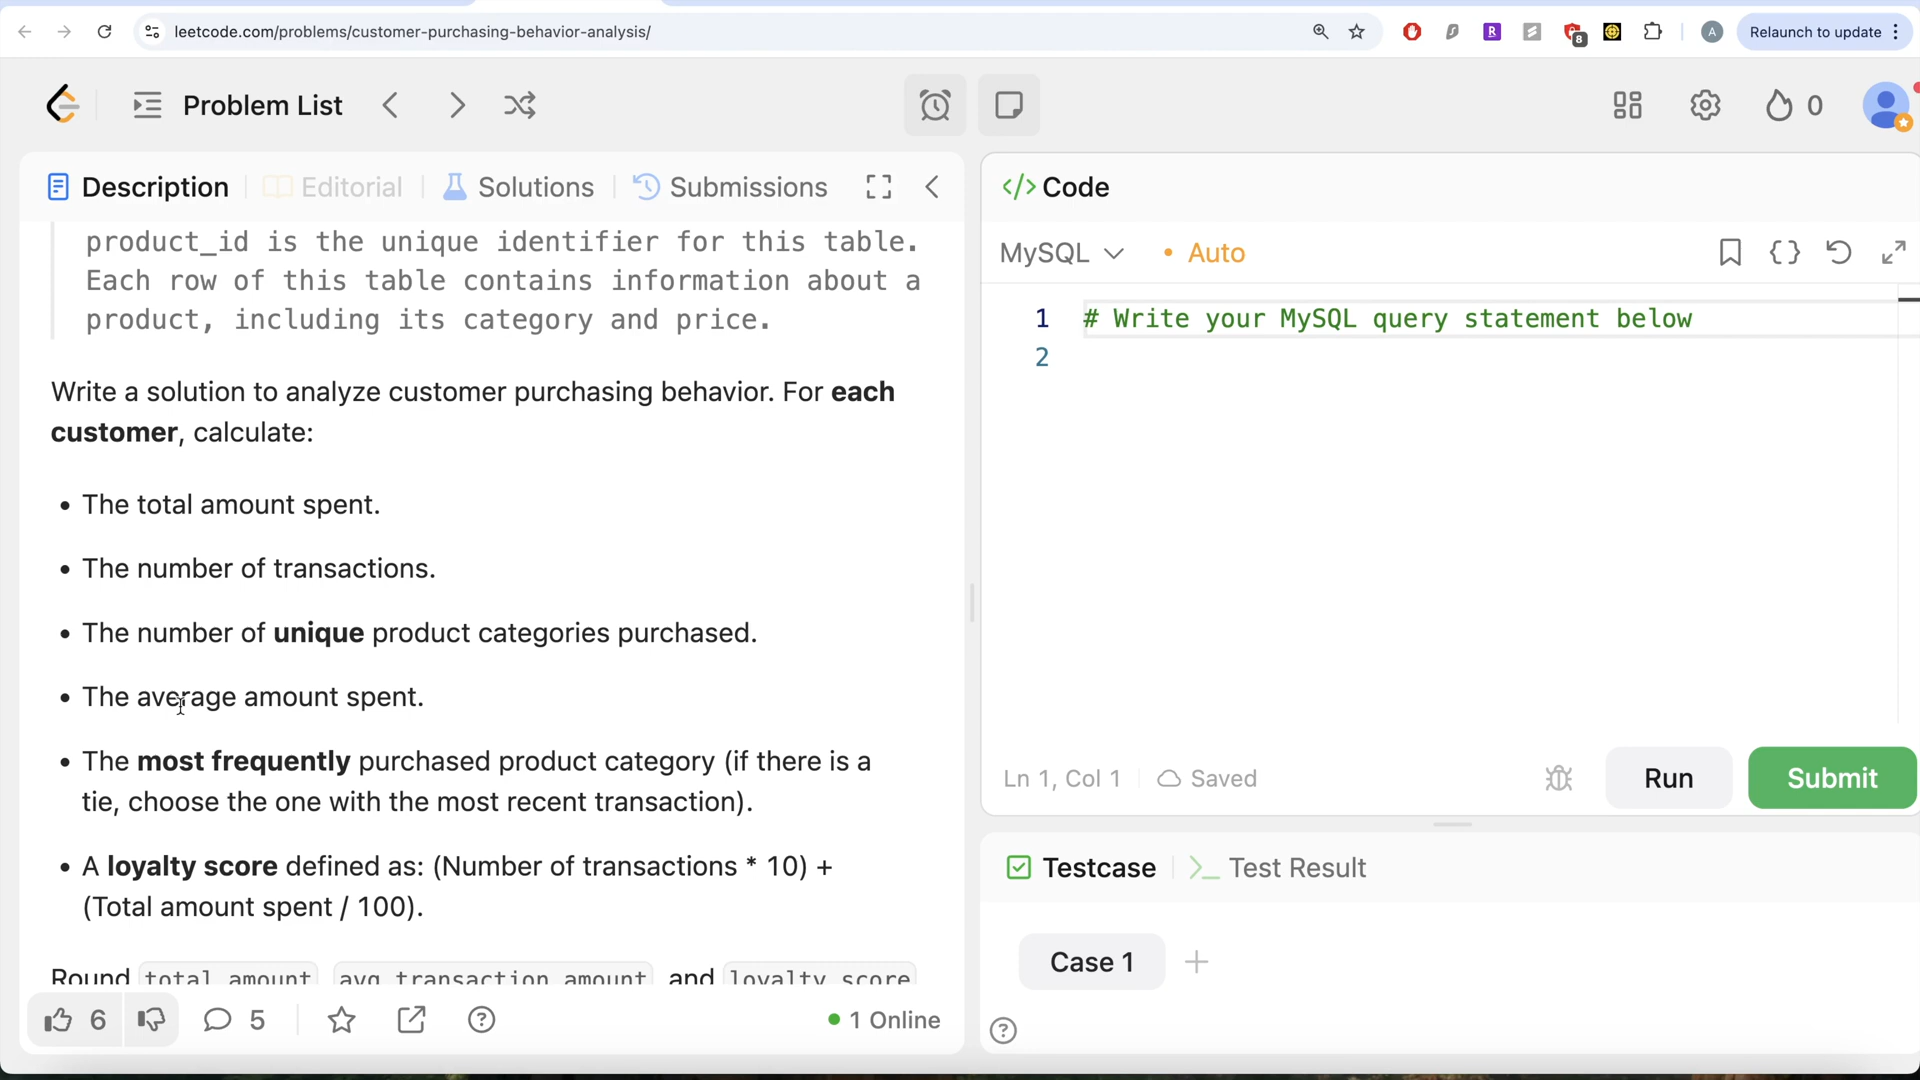 leetcode.com/problems/customer-purchasing-behavior-analysis/
R
8
A
Relaunch to update
Problem List
0
Description
Editorial
Solutions
Submissions
product_id is the unique identifier for this table.
Each row of this table contains information about a
product, including its category and price.
Write a solution to analyze customer purchasing behavior. For each
customer, calculate:
• The total amount spent.
• The number of transactions.
• The number of unique product categories purchased.
• The average amount spent.
• The most frequently purchased product category (if there is a
tie, choose the one with the most recent transaction).
• A loyalty score defined as: (Number of transactions * 10) +
(Total amount spent / 100).
Round total_amount avg_transaction_amount and loyalty_score
6
5
1 Online
</> Code
MySQL
• Auto
{}
1 # Write your MySQL query statement below
2
Ln 1, Col 1
Saved
Run
Submit
Testcase
>_ Test Result
Case 1
+